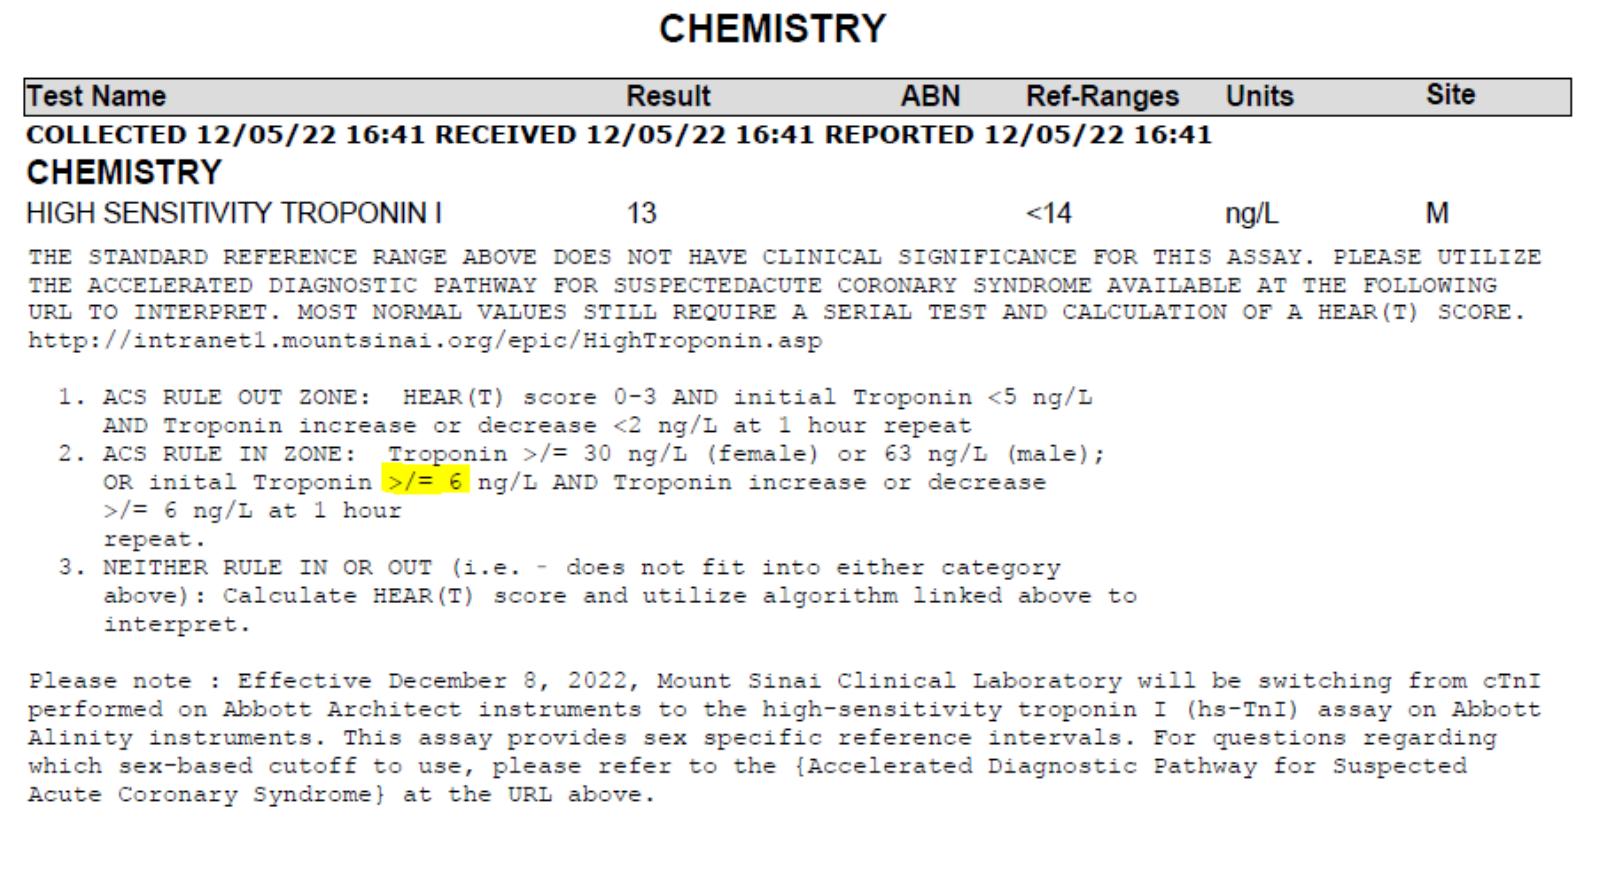 CHEMISTRY
Test Name Result ABN Ref-Ranges Units Site
COLLECTED 12/05/22 16:41 RECEIVED 12/05/22 16:41 REPORTED 12/05/22 16:41
CHEMISTRY
HIGH SENSITIVITY TROPONIN I 13 <14 ng/L M
THE STANDARD REFERENCE RANGE ABOVE DOES NOT HAVE CLINICAL SIGNIFICANCE FOR THIS ASSAY. PLEASE UTILIZE
THE ACCELERATED DIAGNOSTIC PATHWAY FOR SUSPECTEDACUTE CORONARY SYNDROME AVAILABLE AT THE FOLLOWING
URL TO INTERPRET. MOST NORMAL VALUES STILL REQUIRE A SERIAL TEST AND CALCULATION OF A HEAR(T) SCORE.
http://intranet1.mountsinai.org/epic/HighTroponin.asp
1. ACS RULE OUT ZONE: HEAR(T) score 0-3 AND initial Troponin <5 ng/L
AND Troponin increase or decrease <2 ng/L at 1 hour repeat
2. ACS RULE IN ZONE: Troponin >/= 30 ng/L (female) or 63 ng/L (male);
OR inital Troponin >/= 6 ng/L AND Troponin increase or decrease
>/= 6 ng/L at 1 hour
repeat.
3. NEITHER RULE IN OR OUT (i.e. - does not fit into either category
above): Calculate HEAR(T) score and utilize algorithm linked above to
interpret.
Please note : Effective December 8, 2022, Mount Sinai Clinical Laboratory will be switching from cTnI
performed on Abbott Architect instruments to the high-sensitivity troponin I (hs-TnI) assay on Abbott
Alinity instruments. This assay provides sex specific reference intervals. For questions regarding
which sex-based cutoff to use, please refer to the {Accelerated Diagnostic Pathway for Suspected
Acute Coronary Syndrome} at the URL above.